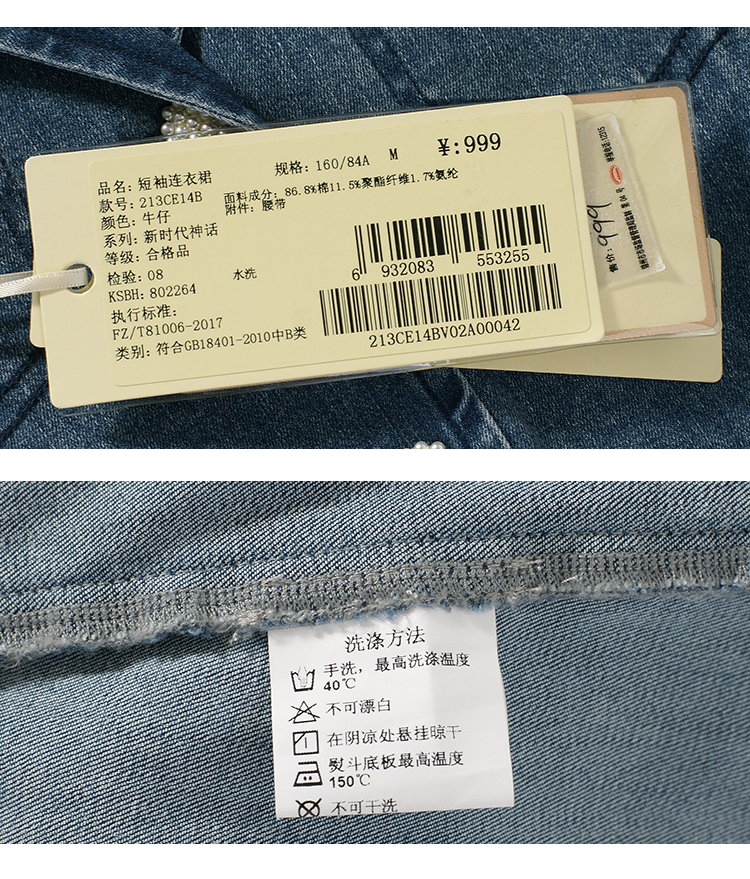 品名: 短袖连衣裙
规格: 160/84A M ¥:999
款号: 213CE14B
面料成分: 86.8%棉11.5%聚酯纤维1.7%氨纶
颜色: 牛仔
附件: 腰带
系列: 新时代神话
等级: 合格品
检验: 08 水洗
KSBH: 802264
执行标准:
FZ/T81006-2017
类别: 符合GB18401-2010中B类
6 932083 553255
213CE14BV02A00042
售价: 999
洗涤方法
手洗，最高洗涤温度
40℃
不可漂白
在阴凉处悬挂晾干
熨斗底板最高温度
150℃
不可干洗